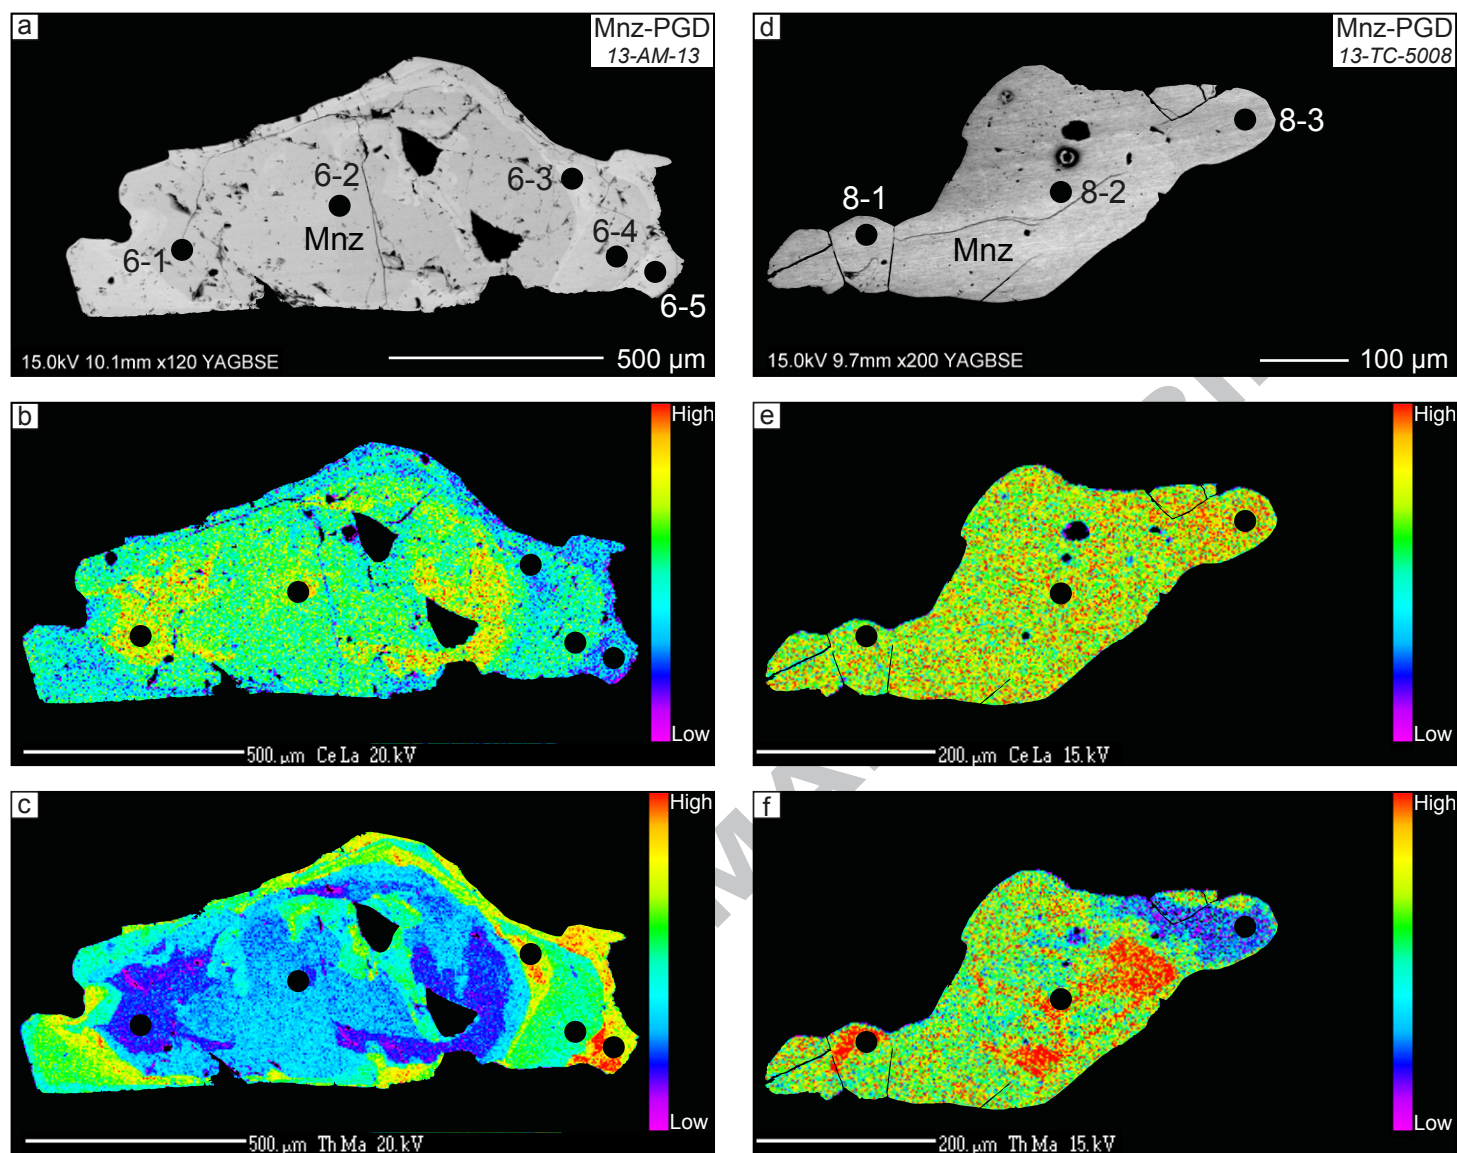 a
Mnz-PGD
13-AM-13
6-1
6-2
Mnz
6-3
6-4
6-5
15.0kV 10.1mm x120 YAGBSE
500 µm
d
Mnz-PGD
13-TC-5008
8-1
8-2
8-3
Mnz
15.0kV 9.7mm x200 YAGBSE
100 µm
b
High
Low
500. µm Ce La 20. kV
e
High
Low
200. µm Ce La 15. kV
c
High
Low
500. µm Th Ma 20. kV
f
High
Low
200. µm Th Ma 15. kV